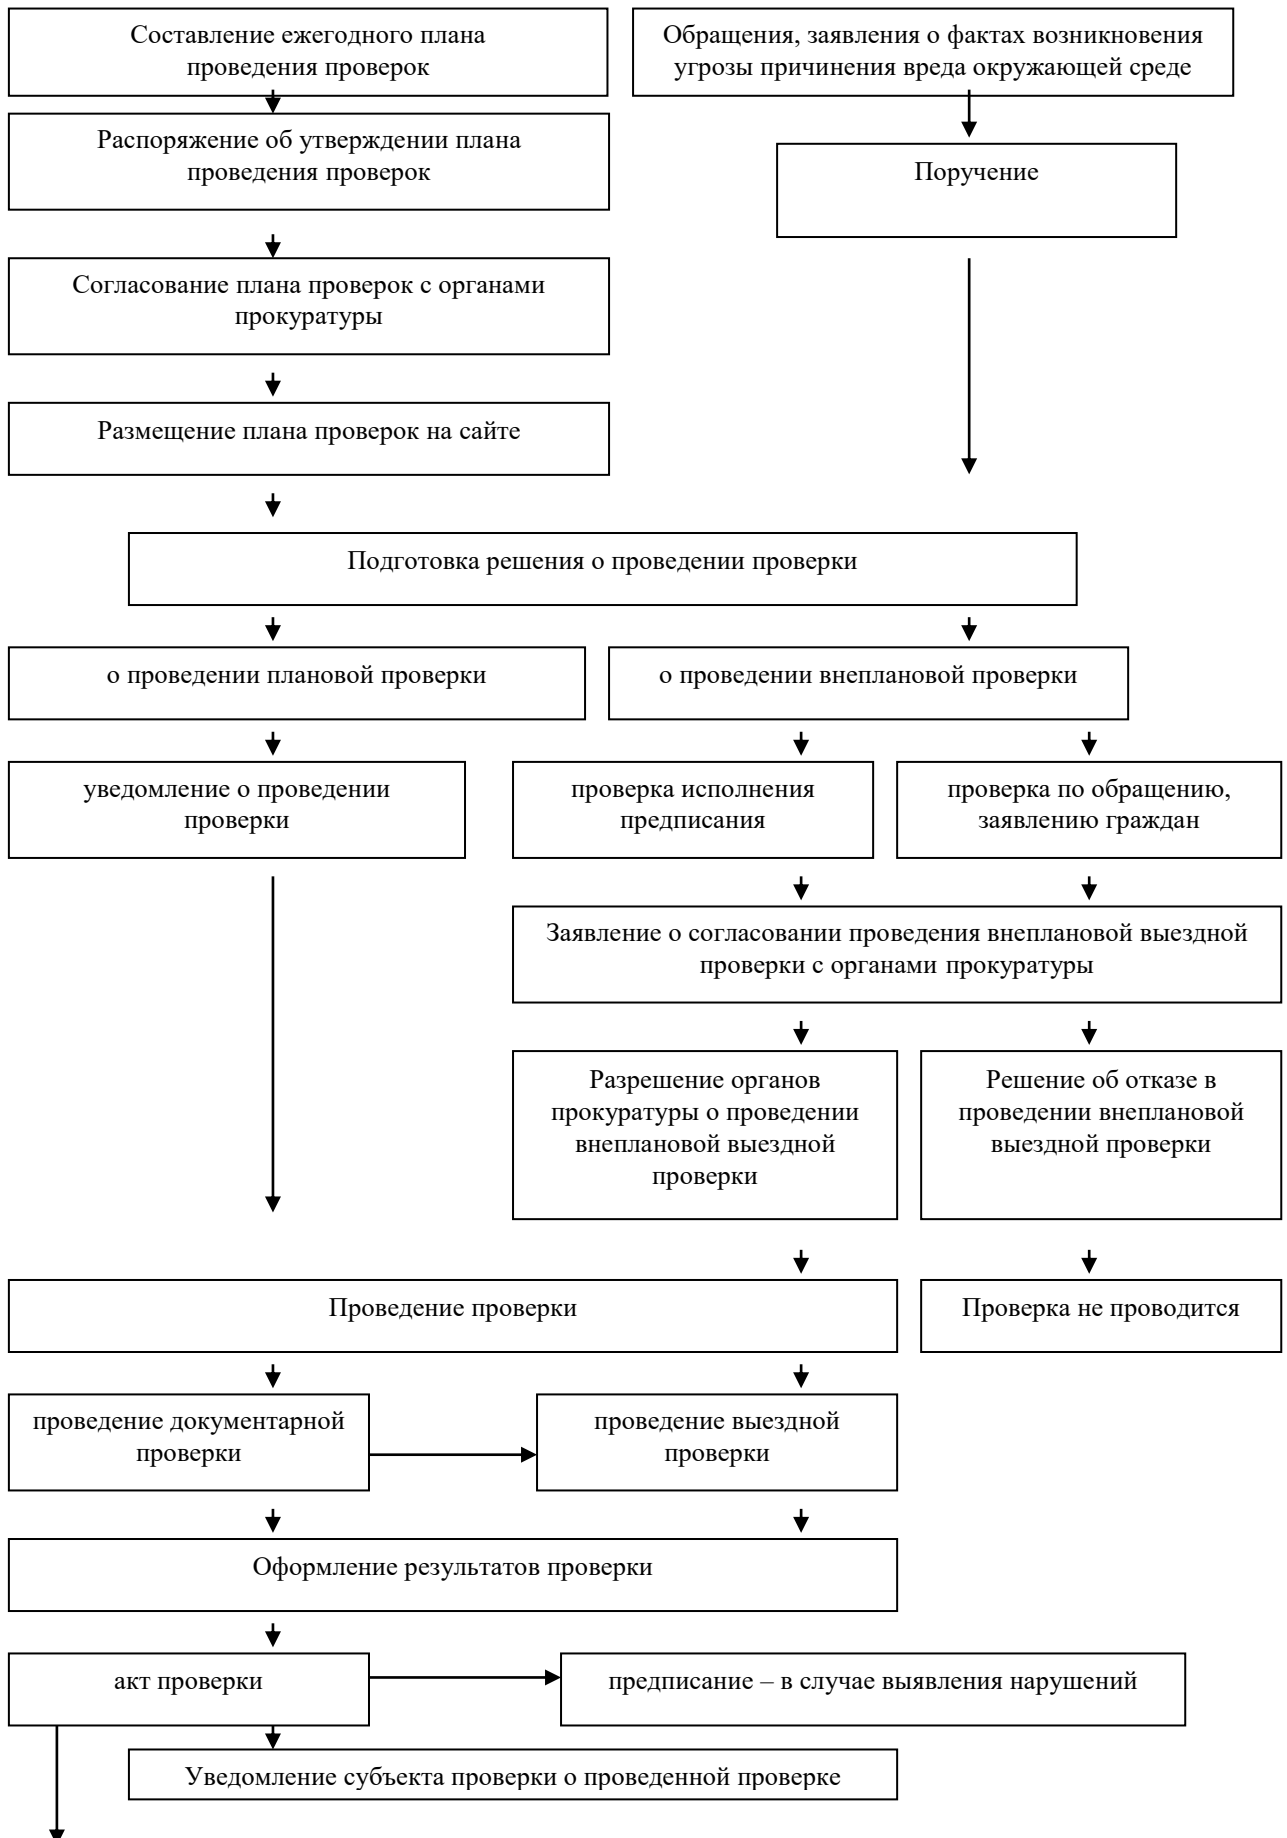 Составление ежегодного плана
проведения проверок
Обращения, заявления о фактах возникновения
угрозы причинения вреда окружающей среде
Распоряжение об утверждении плана
проведения проверок
Поручение
Согласование плана проверок с органами
прокуратуры
Размещение плана проверок на сайте
Подготовка решения о проведении проверки
о проведении плановой проверки
о проведении внеплановой проверки
уведомление о проведении
проверки
проверка исполнения
предписания
проверка по обращению,
заявлению граждан
Заявление о согласовании проведения внеплановой выездной
проверки с органами прокуратуры
Разрешение органов
прокуратуры о проведении
внеплановой выездной
проверки
Решение об отказе в
проведении внеплановой
выездной проверки
Проведение проверки
Проверка не проводится
проведение документарной
проверки
проведение выездной
проверки
Оформление результатов проверки
акт проверки
предписание – в случае выявления нарушений
Уведомление субъекта проверки о проведенной проверке